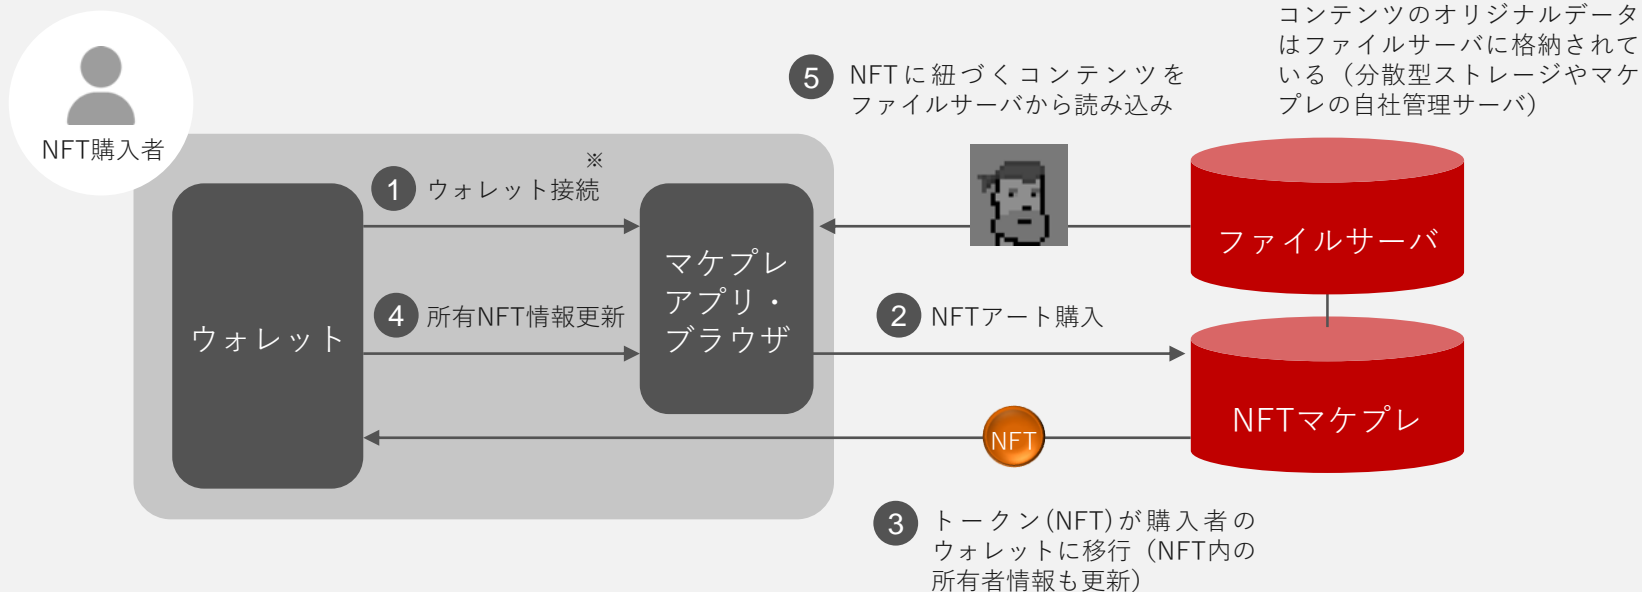 コンテンツのオリジナルデータ
はファイルサーバに格納されて
いる（分散型ストレージやマケ
プレの自社管理サーバ）
5 NFTに紐づくコンテンツを
ファイルサーバから読み込み
NFT購入者
※
1 ウォレット接続
ファイルサーバ
マケプレ
アプリ・
ブラウザ
4 所有NFT情報更新
2 NFTアート購入
ウォレット
NFTマケプレ
NFT
3 トークン(NFT)が購入者の
ウォレットに移行（NFT内の
所有者情報も更新）